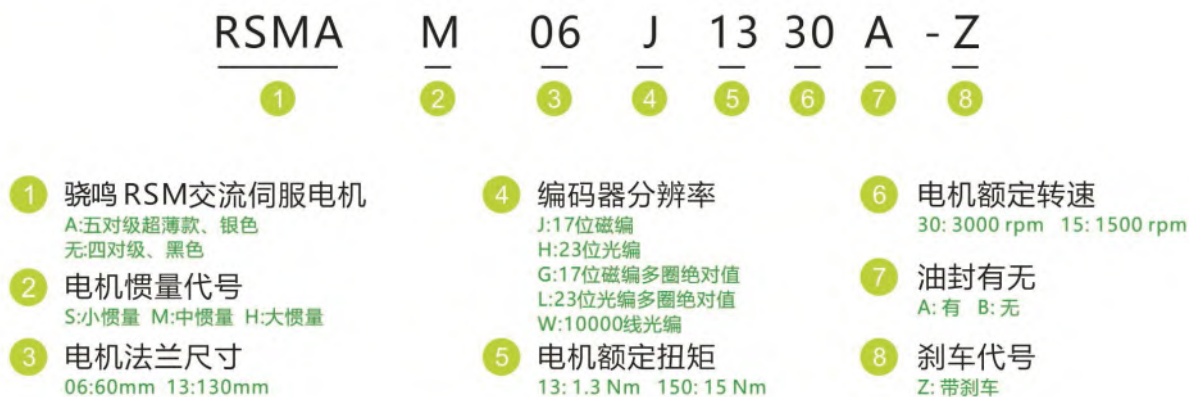 RSMA M 06 J 13 30 A - Z
1 2 3 4 5 6 7 8
1 骁鸣RSM交流伺服电机
A:五对级超薄款、银色
无:四对级、黑色
2 电机惯量代号
S:小惯量 M:中惯量 H:大惯量
3 电机法兰尺寸
06:60mm 13:130mm
4 编码器分辨率
J:17位磁编
H:23位光编
G:17位磁编多圈绝对值
L:23位光编多圈绝对值
W:10000线光编
5 电机额定扭矩
13: 1.3 Nm 150: 15 Nm
6 电机额定转速
30: 3000 rpm 15: 1500 rpm
7 油封有无
A: 有 B: 无
8 刹车代号
Z: 带刹车